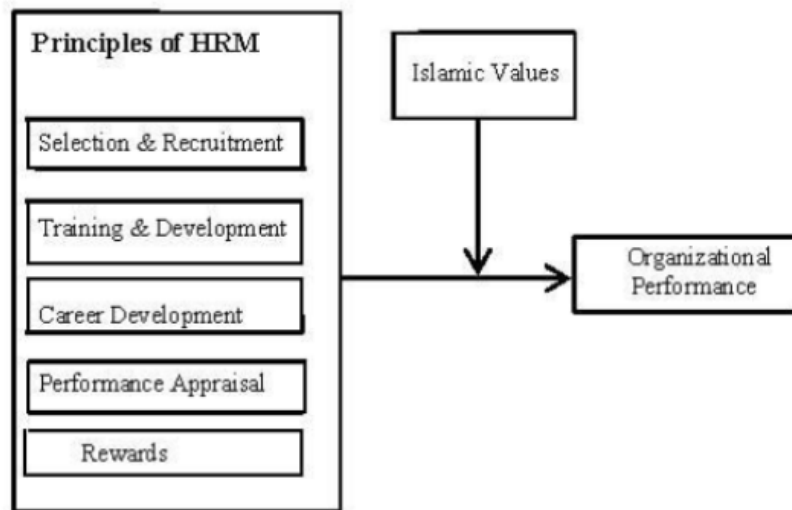 Principles of HRM
Islamic Values
Selection & Recruitment
Training & Development
Career Development
Performance Appraisal
Rewards
Organizational
Performance